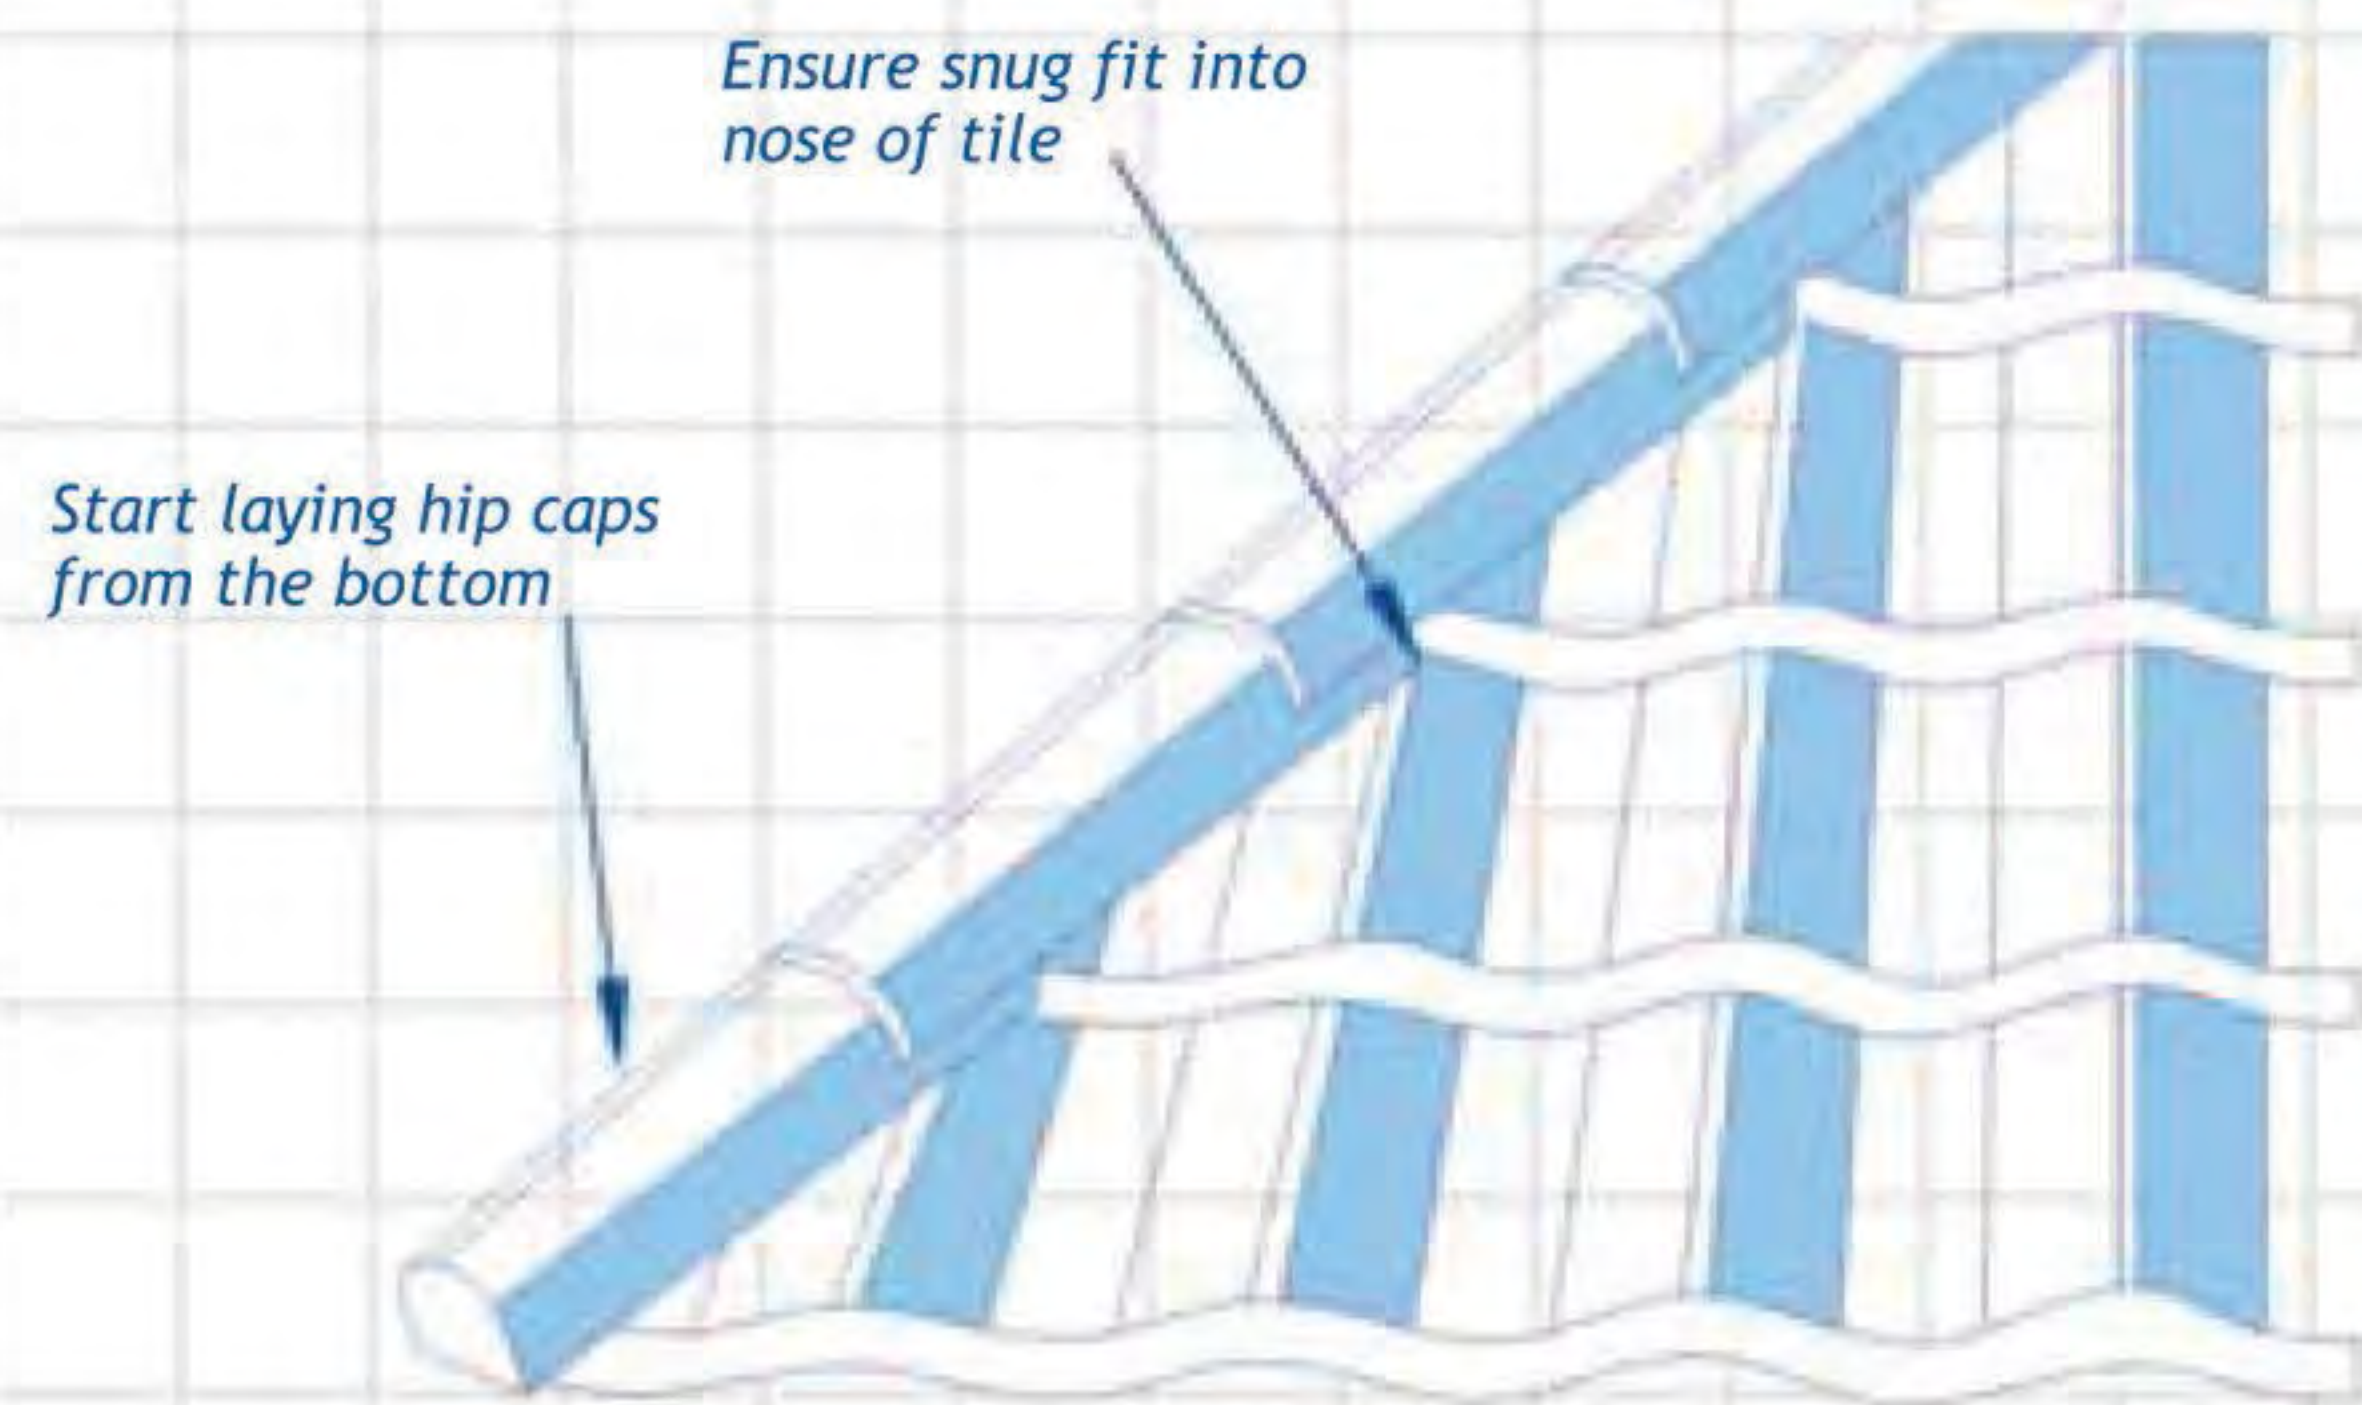 Ensure snug fit into
nose of tile
Start laying hip caps
from the bottom